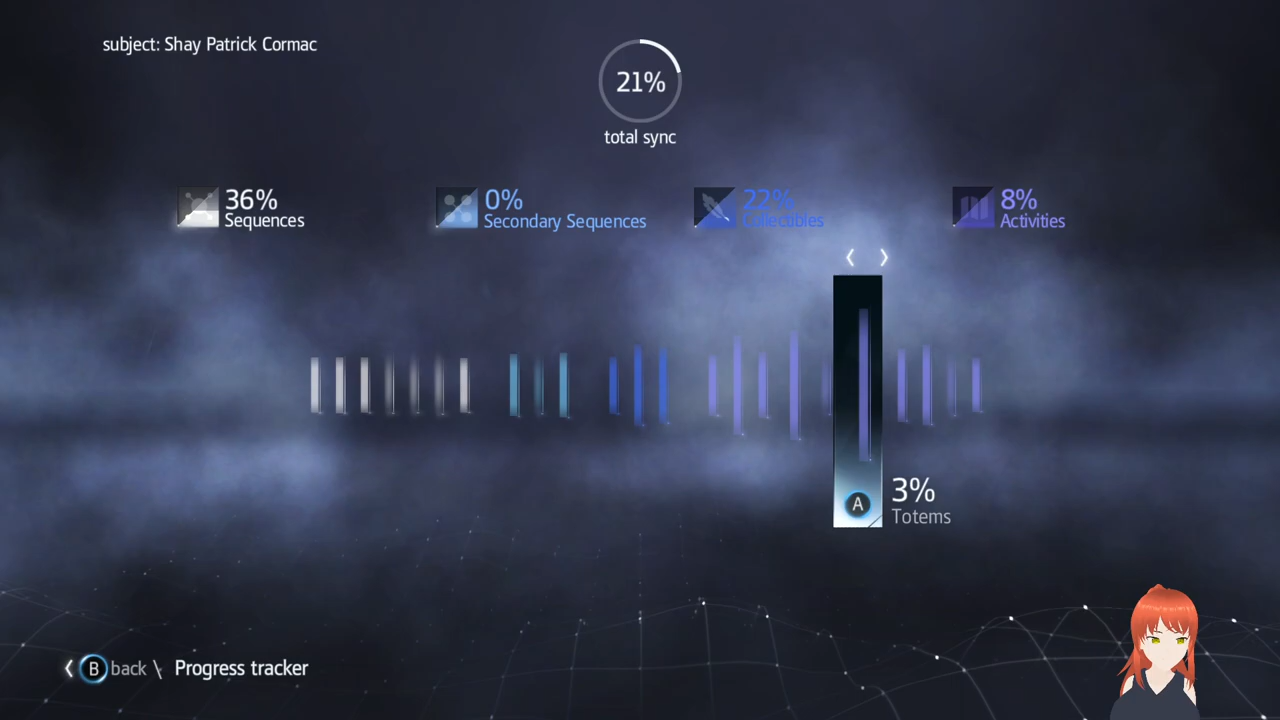 subject: Shay Patrick Cormac
21%
total sync
36%
Sequences
0%
Secondary Sequences
22%
Collectibles
8%
Activities
A
3%
Totems
B back \ Progress tracker